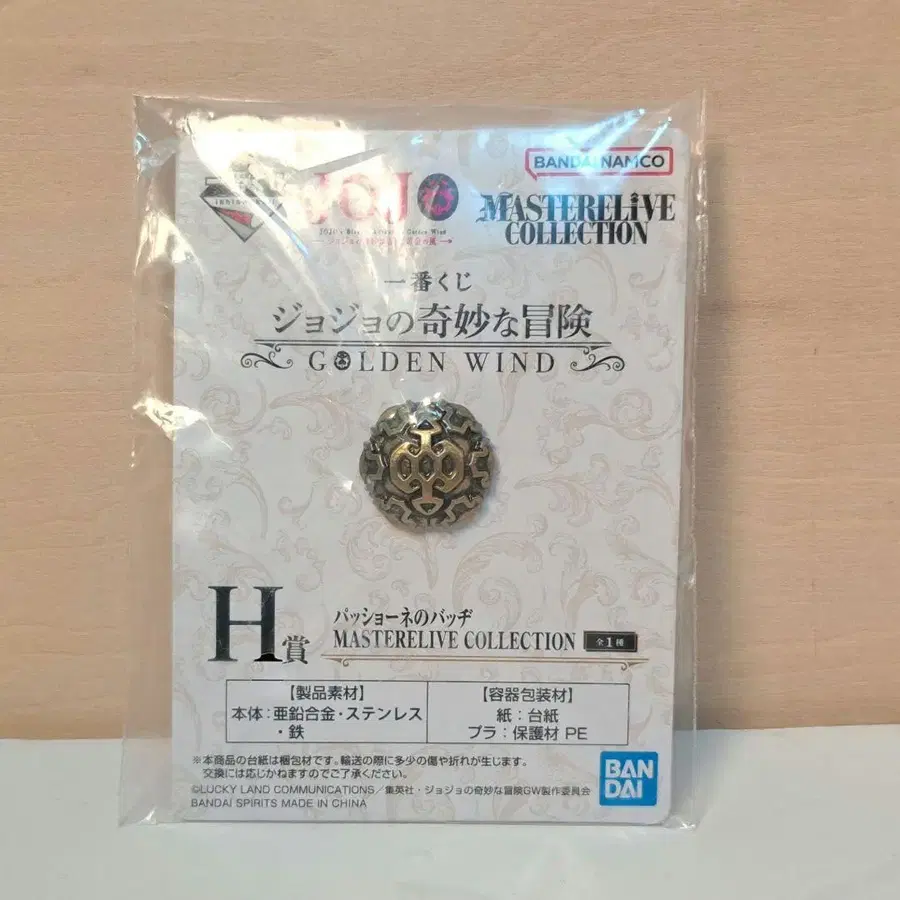 BANDAI NAMCO
JOJO
MASTERELIVE
COLLECTION
一番くじ
ジョジョの奇妙な冒険
GOLDEN WIND
H賞
パッショーネのバッヂ
MASTERELIVE COLLECTION 全1種
【製品素材】
本体：亜鉛合金・ステンレス
・鉄
【容器包装材】
紙：台紙
プラ：保護材 PE
※本商品の台紙は梱包材です。輸送の際に多少の傷や折れが生じます。
交換には応じかねますのでご了承ください。
©LUCKY LAND COMMUNICATIONS／集英社・ジョジョの奇妙な冒険GW製作委員会
BANDAI SPIRITS MADE IN CHINA
BAN
DAI